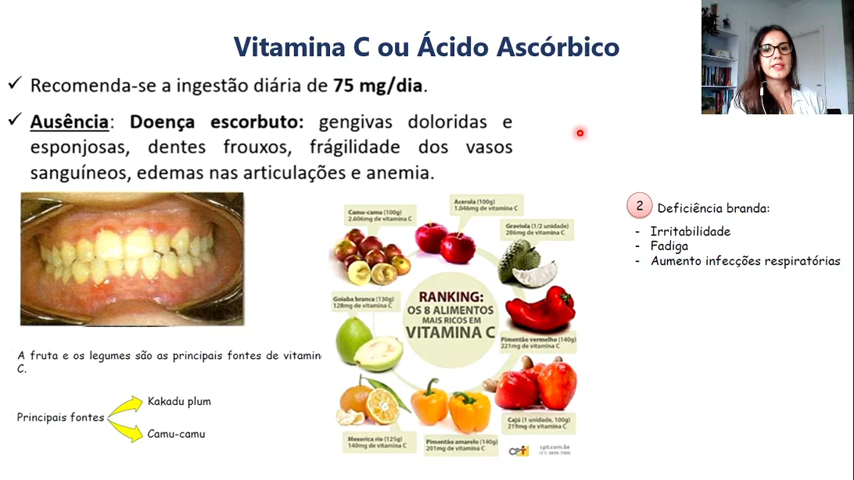 Vitamina C ou Ácido Ascórbico
✓ Recomenda-se a ingestão diária de 75 mg/dia.
✓ Ausência: Doença escorbuto: gengivas doloridas e
esponjosas, dentes frouxos, frágilidade dos vasos
sanguíneos, edemas nas articulações e anemia.
A fruta e os legumes são as principais fontes de vitamin
C.
Principais fontes
Kakadu plum
Camu-camu
Acerola (100g)
1.046mg de vitamina C
Camu-camu (100g)
2.606mg de vitamina C
Graviola (1/2 unidade)
286mg de vitamina C
Goiaba branca (130g)
128mg de vitamina C
RANKING:
OS 8 ALIMENTOS
MAIS RICOS EM
VITAMINA C
Pimentão vermelho (140g)
221mg de vitamina C
Cajú (1 unidade, 100g)
219mg de vitamina C
Mexerica rio (125g)
140mg de vitamina C
Pimentão amarelo (140g)
201mg de vitamina C
CPT
cpt.com.br
2 Deficiência branda:
- Irritabilidade
- Fadiga
- Aumento infecções respiratórias